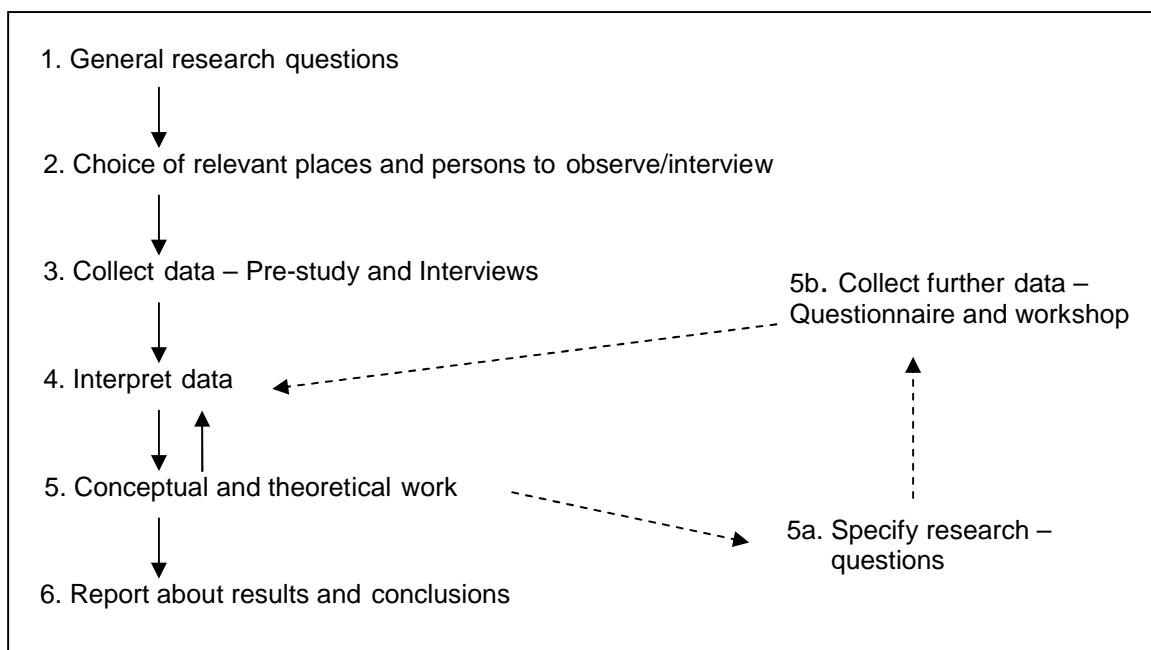 1. General research questions
2. Choice of relevant places and persons to observe/interview
3. Collect data – Pre-study and Interviews
4. Interpret data
5. Conceptual and theoretical work
6. Report about results and conclusions
5b. Collect further data –
Questionnaire and workshop
5a. Specify research –
questions